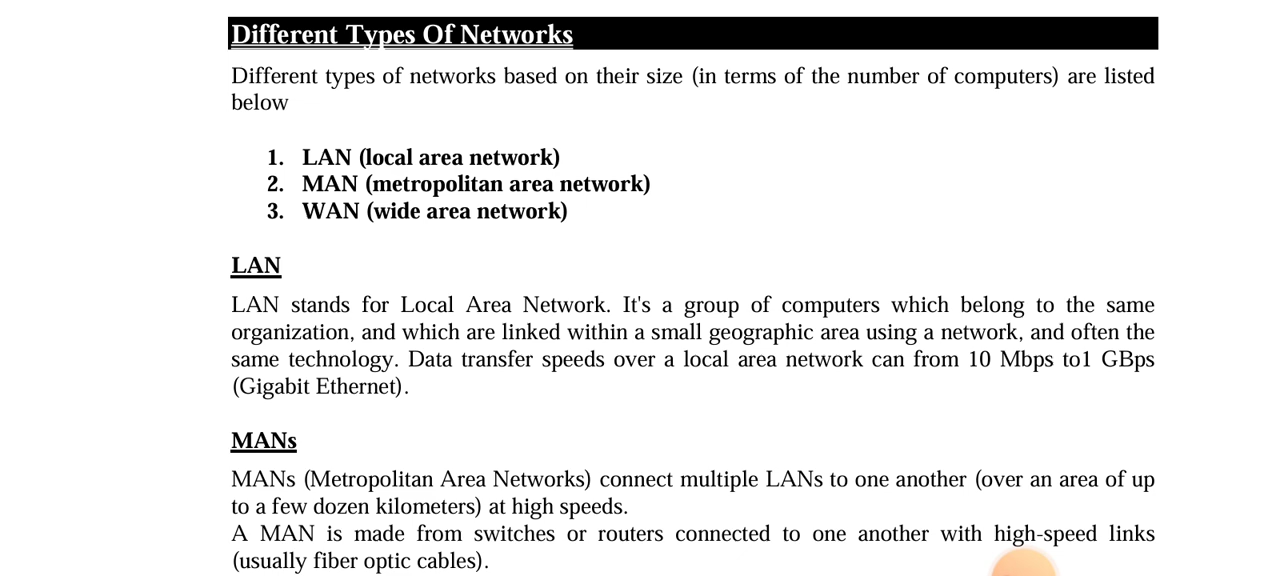 Different Types Of Networks
Different types of networks based on their size (in terms of the number of computers) are listed
below
1. LAN (local area network)
2. MAN (metropolitan area network)
3. WAN (wide area network)
LAN
LAN stands for Local Area Network. It's a group of computers which belong to the same
organization, and which are linked within a small geographic area using a network, and often the
same technology. Data transfer speeds over a local area network can from 10 Mbps to1 GBps
(Gigabit Ethernet).
MANs
MANs (Metropolitan Area Networks) connect multiple LANs to one another (over an area of up
to a few dozen kilometers) at high speeds.
A MAN is made from switches or routers connected to one another with high-speed links
(usually fiber optic cables).